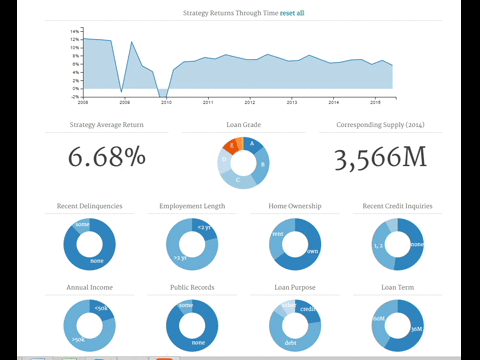 Strategy Returns Through Time reset all
14%
12%
10%
8%
6%
4%
2%
0%
-2%
2008 2009 2010 2011 2012 2013 2014 2015
Strategy Average Return Loan Grade Corresponding Supply (2014)
6.68% 3,566M
A
B
C
D
E
Recent Delinquencies Employement Length Home Ownership Recent Credit Inquiries
some
none
<2 yr
>2 yr
rent
own
1, 2
none
Annual Income Public Records Loan Purpose Loan Term
<50k
>50k
some
none
other
credit
debt
60M
36M